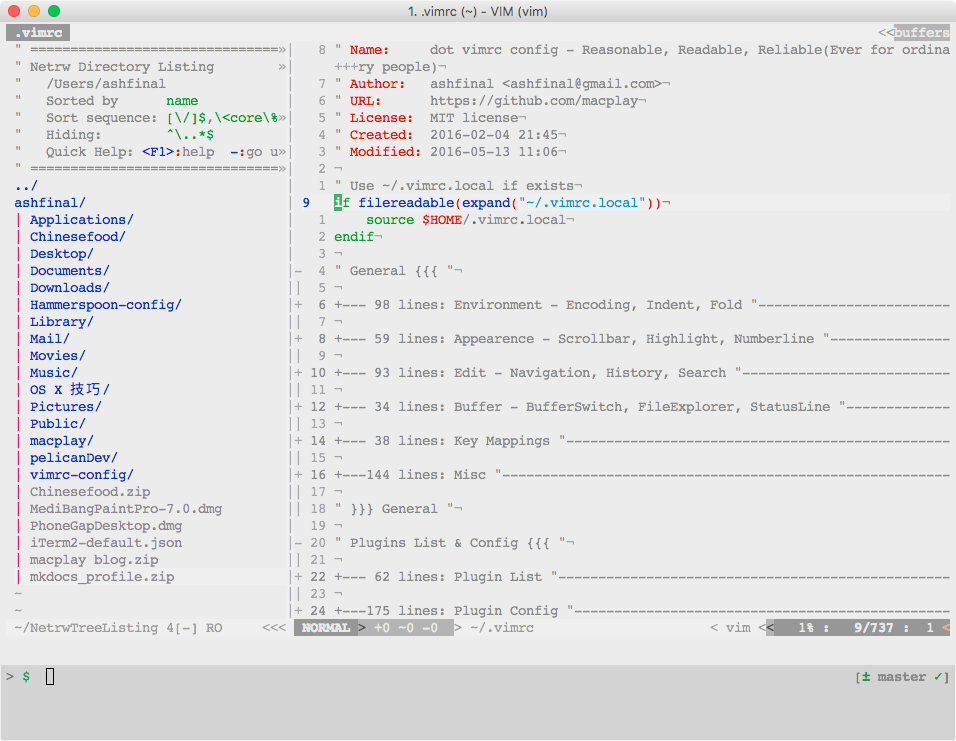 1. .vimrc (~) - VIM (vim)
.vimrc <<buffers
" ===============================»
" Netrw Directory Listing »
"   /Users/ashfinal
"   Sorted by      name
"   Sort sequence: [\/]$,\<core\%»
"   Hiding:        ^\..*$
"   Quick Help: <F1>:help  -:go u»
" ===============================»
../
ashfinal/
| Applications/
| Chinesefood/
| Desktop/
| Documents/
| Downloads/
| Hammerspoon-config/
| Library/
| Mail/
| Movies/
| Music/
| OS X 技巧/
| Pictures/
| Public/
| macplay/
| pelicanDev/
| vimrc-config/
| Chinesefood.zip
| MediBangPaintPro-7.0.dmg
| PhoneGapDesktop.dmg
| iTerm2-default.json
| macplay blog.zip
| mkdocs_profile.zip
~
~
~/NetrwTreeListing 4[-] RO <<<
8 " Name:     dot vimrc config - Reasonable, Readable, Reliable(Ever for ordina
+++ry people)¬
7 " Author:   ashfinal <ashfinal@gmail.com>¬
6 " URL:      https://github.com/macplay¬
5 " License:  MIT license¬
4 " Created:  2016-02-04 21:45¬
3 " Modified: 2016-05-13 11:06¬
2 ¬
1 " Use ~/.vimrc.local if exists¬
9 if filereadable(expand("~/.vimrc.local"))¬
1     source $HOME/.vimrc.local¬
2 endif¬
3 ¬
- 4 " General {{{ "¬
| 5 ¬
+ 6 +--- 98 lines: Environment - Encoding, Indent, Fold "------------------------
| 7 ¬
+ 8 +--- 59 lines: Appearence - Scrollbar, Highlight, Numberline "---------------
| 9 ¬
+ 10 +--- 93 lines: Edit - Navigation, History, Search "--------------------------
| 11 ¬
+ 12 +--- 34 lines: Buffer - BufferSwitch, FileExplorer, StatusLine "-------------
| 13 ¬
+ 14 +--- 38 lines: Key Mappings "------------------------------------------------
| 15 ¬
+ 16 +---144 lines: Misc "--------------------------------------------------------
| 17 ¬
| 18 " }}} General "¬
19 ¬
- 20 " Plugins List & Config {{{ "¬
| 21 ¬
+ 22 +--- 62 lines: Plugin List "-------------------------------------------------
| 23 ¬
+ 24 +---175 lines: Plugin Config "-----------------------------------------------
NORMAL > +0 ~0 -0 > ~/.vimrc < vim << 1% : 9/737 : 1 <
> $ [± master ✓]